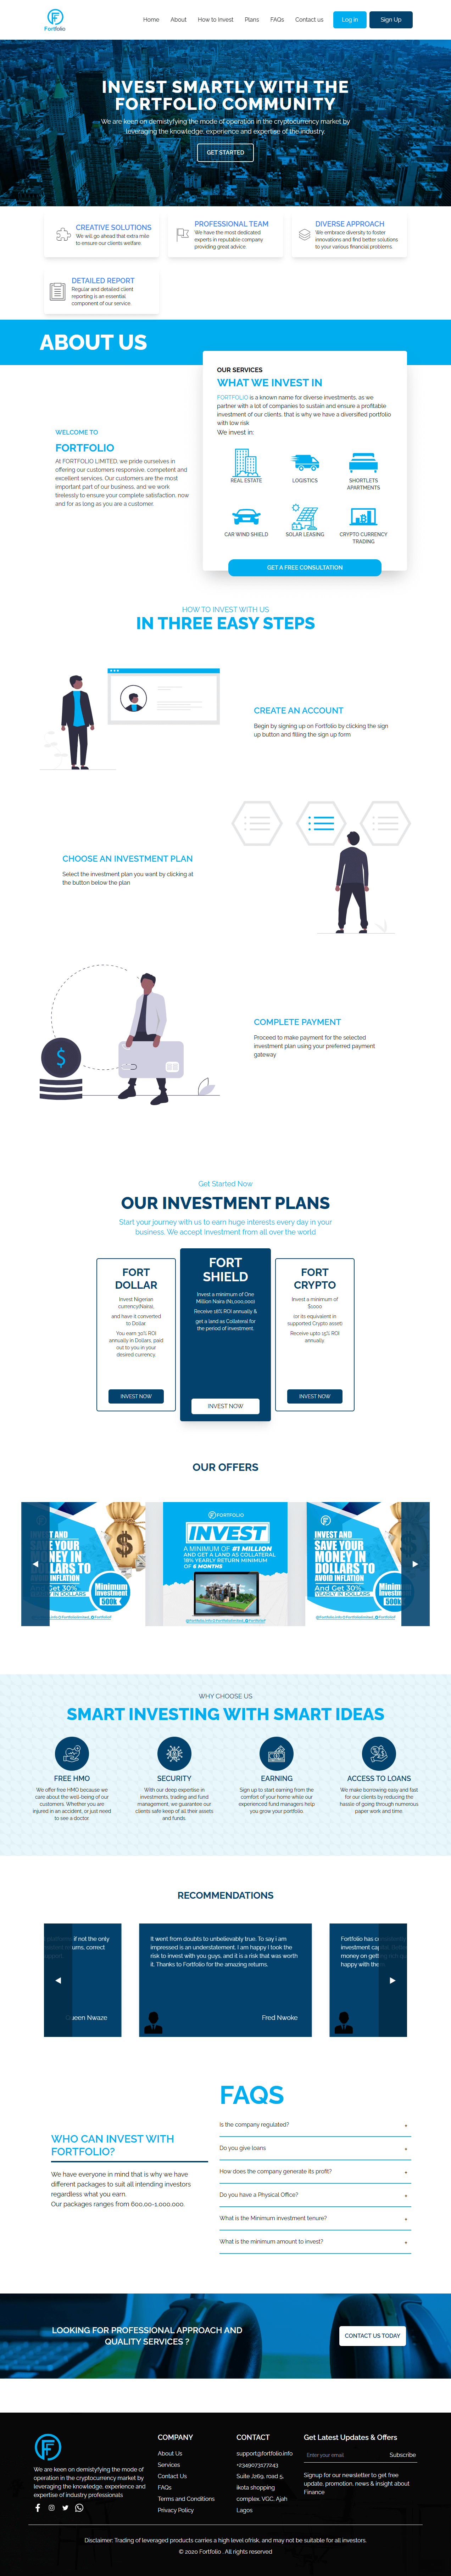 Fortfolio
Home
About
How to Invest
Plans
FAQs
Contact us
Log in
Sign Up
INVEST SMARTLY WITH THE
FORTFOLIO COMMUNITY
We are keen on demistyfying the mode of operation in the cryptocurrency market by
leveraging the knowledge, experience and expertise of the industry.
GET STARTED
CREATIVE SOLUTIONS
We will go ahead that extra mile
to ensure our clients welfare.
PROFESSIONAL TEAM
We have the most dedicated
experts in reputable company
providing great advice
DIVERSE APPROACH
We embrace diversity to foster
innovations and find better solutions
to your various financial problems.
DETAILED REPORT
Regular and detailed client
reporting is an essential
component of our service.
ABOUT US
WELCOME TO
FORTFOLIO
At FORTFOLIO LIMITED, we pride ourselves in
offering our customers responsive, competent and
excellent services. Our customers are the most
important part of our business, and we work
tirelessly to ensure your complete satisfaction, now
and for as long as you are a customer.
OUR SERVICES
WHAT WE INVEST IN
FORTFOLIO is a known name for diverse investments, as we
partner with a lot of companies to sustain and ensure a profitable
investment of our clients, that is why we have a diversified portfolio
with low risk
We invest in:
REAL ESTATE
LOGISTICS
SHORTLETS
APARTMENTS
CAR WIND SHIELD
SOLAR LEASING
CRYPTO CURRENCY
TRADING
GET A FREE CONSULTATION
HOW TO INVEST WITH US
IN THREE EASY STEPS
CREATE AN ACCOUNT
Begin by signing up on Fortfolio by clicking the sign
up button and filling the sign up form
CHOOSE AN INVESTMENT PLAN
Select the investment plan you want by clicking at
the button below the plan
COMPLETE PAYMENT
Proceed to make payment for the selected
investment plan using your preferred payment
gateway
Get Started Now
OUR INVESTMENT PLANS
Start your journey with us to earn huge interests every day in your
business. We accept Investment from all over the world
FORT
DOLLAR
Invest Nigerian
currency(Naira)
and have it converted
to Dollar
You earn 30% ROI
annually in Dollars, paid
out to you in your
desired currency
INVEST NOW
FORT
SHIELD
Invest a minimum of One
Million Naira (N1,000,000)
Receive 18% ROI annually &
get a land as Collateral for
the period of investment.
INVEST NOW
FORT
CRYPTO
Invest a minimum of
$1000
(or its equivalent in
supported Crypto asset)
Receive upto 15% ROI
annually
INVEST NOW
OUR OFFERS
INVEST AND
SAVE YOUR
MONEY IN
DOLLARS TO
AVOID INFLATION
And Get 30%
YEARLY IN DOLLARS
Minimum
Investment
500k
FORTFOLIO
INVEST
A MINIMUM OF #1 MILLION
AND GET A LAND AS COLLATERAL
18% YEARLY RETURN MINIMUM
OF 6 MONTHS
INVEST AND
SAVE YOUR
MONEY IN
DOLLARS TO
AVOID INFLATION
And Get 30%
YEARLY IN DOLLARS
Investment
500k
WHY CHOOSE US
SMART INVESTING WITH SMART IDEAS
FREE HMO
We offer free HMO because we
care about the well-being of our
customers. Whether you are
injured in an accident, or just need
to see a doctor.
SECURITY
With our deep expertise in
investments, trading and fund
management, we guarantee our
clients safe keep of all their assets
and funds.
EARNING
Sign up to start earning from the
comfort of your home while our
experienced fund managers help
you grow your portfolio.
ACCESS TO LOANS
We make borrowing easy and fast
for our clients by reducing the
hassle of going through numerous
paper work and time.
RECOMMENDATIONS
if not the only
urns, correct
Queen Nwaze
It went from doubts to unbelievably true. To say i am
impressed is an understatement. I am happy I took the
risk to invest with you guys, and it is a risk that was worth
it. Thanks to Fortfolio for the amazing returns.
Fred Nwoke
Fortfolio has c
investment cap
money on gett
happy with the
FAQS
WHO CAN INVEST WITH
FORTFOLIO?
We have everyone in mind that is why we have
different packages to suit all intending investors
regardless what you earn.
Our packages ranges from 600.00-1,000.000.
Is the company regulated?
Do you give loans
How does the company generate its profit?
Do you have a Physical Office?
What is the Minimum investment tenure?
What is the minimum amount to invest?
LOOKING FOR PROFESSIONAL APPROACH AND
QUALITY SERVICES ?
CONTACT US TODAY
We are keen on demistyfying the mode of
operation in the cryptocurrency market by
leveraging the knowledge, experience and
expertise of industry professionals
COMPANY
About Us
Services
Contact Us
FAQs
Terms and Conditions
Privacy Policy
CONTACT
support@fortfolio.info
+2349073177243
Suite J269, road 5,
ikota shopping
complex, VGC, Ajah
Lagos
Get Latest Updates & Offers
Enter your email
Subscribe
Signup for our newsletter to get free
update, promotion, news & insight about
Finance
Disclaimer: Trading of leveraged products carries a high level ofrisk, and may not be suitable for all investors.
© 2020 Fortfolio . All rights reserved